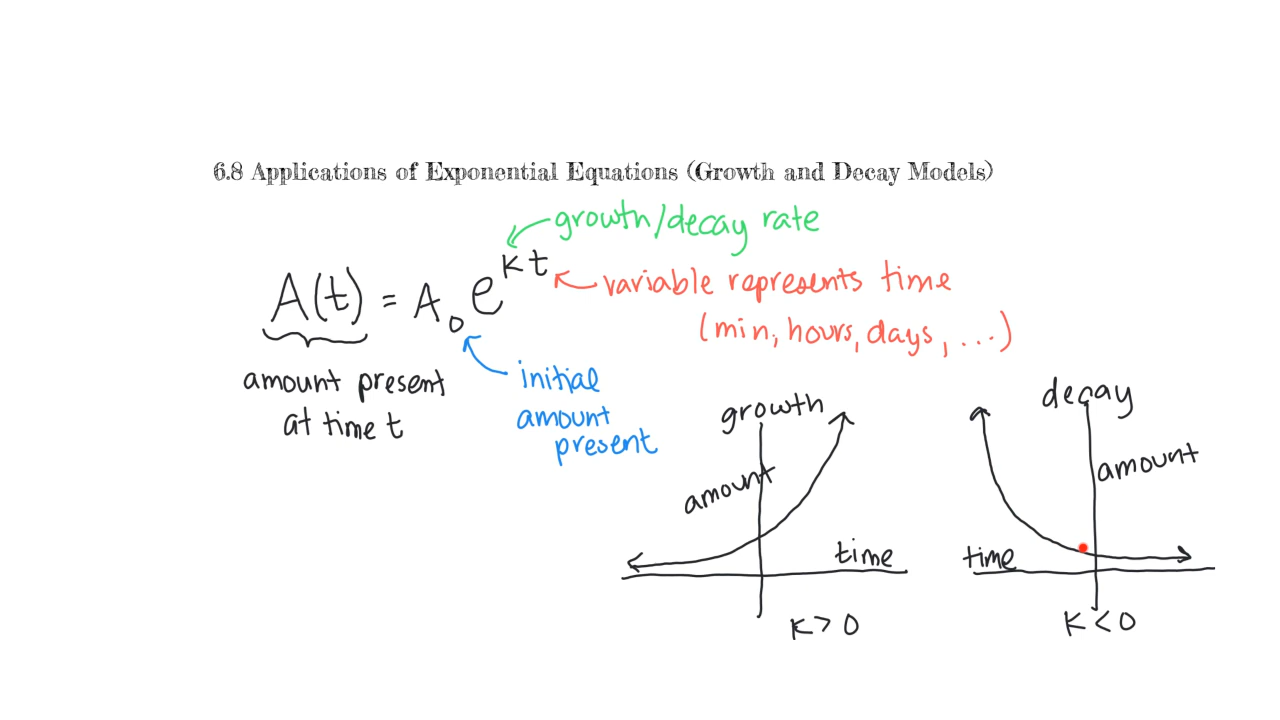 6.8 Applications of Exponential Equations (Growth and Decay Models)
growth/decay rate
A(t) = A₀ e^{kt}
variable represents time
(min, hours, days, ...)
amount present
at time t
initial
amount
present
growth
amount
time
K > 0
decay
amount
time
K < 0